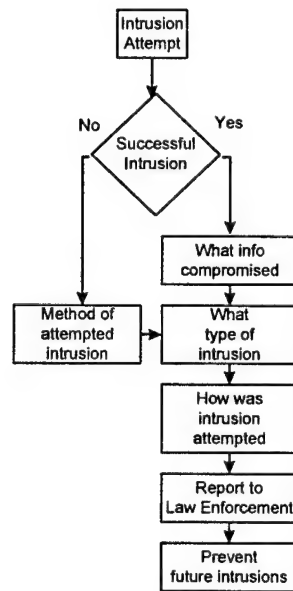 Intrusion
Attempt
No
Yes
Successful
Intrusion
What info
compromised
Method of
attempted
intrusion
What
type of
intrusion
How was
intrusion
attempted
Report to
Law Enforcement
Prevent
future intrusions